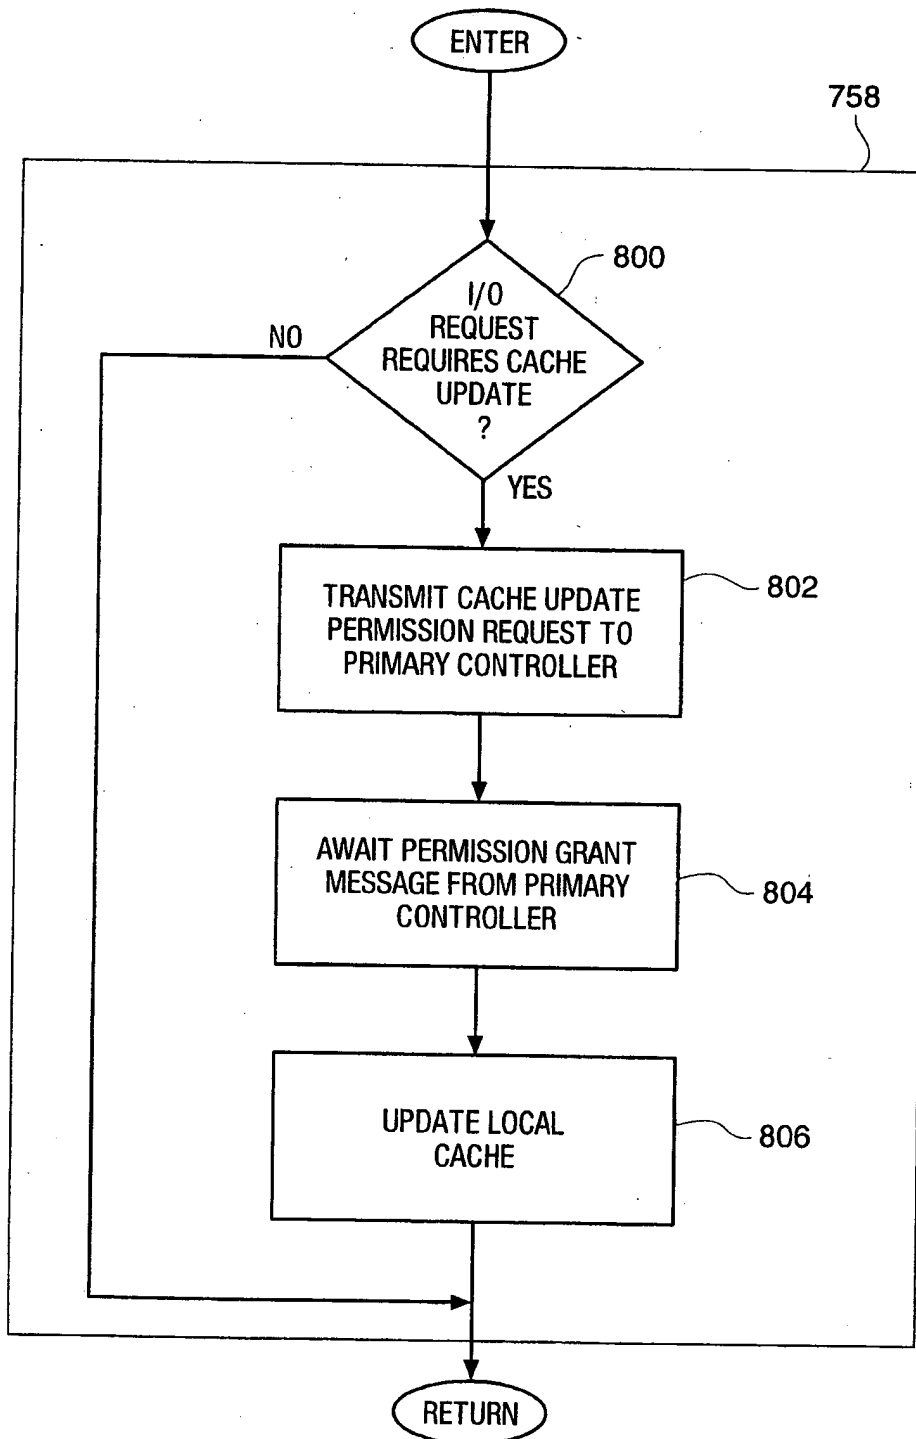 ENTER
758
800
I/O
REQUEST
REQUIRES CACHE
UPDATE
?
NO
YES
802
TRANSMIT CACHE UPDATE
PERMISSION REQUEST TO
PRIMARY CONTROLLER
AWAIT PERMISSION GRANT
MESSAGE FROM PRIMARY
CONTROLLER
804
UPDATE LOCAL
CACHE
806
RETURN